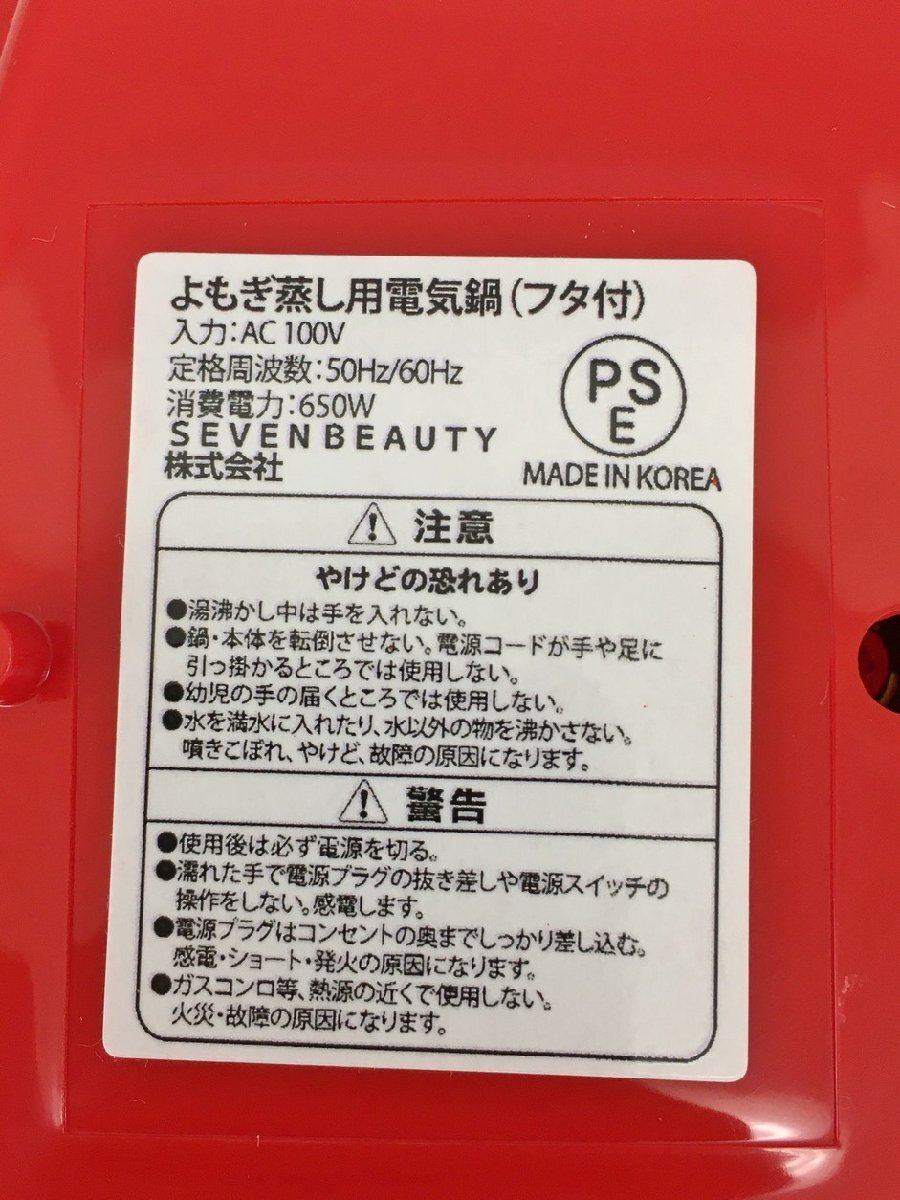 よもぎ蒸し用電気鍋(フタ付)
入力:AC 100V
定格周波数:50Hz/60Hz
消費電力:650W
SEVENBEAUTY
株式会社
PS
E
MADE IN KOREA
注意
やけどの恐れあり
●湯沸かし中は手を入れない。
●鍋・本体を転倒させない。電源コードが手や足に
引っ掛かるところでは使用しない。
●幼児の手の届くところでは使用しない。
●水を満水に入れたり、水以外の物を沸かさない。
噴きこぼれ、やけど、故障の原因になります。
警告
●使用後は必ず電源を切る。
●濡れた手で電源プラグの抜き差しや電源スイッチの
操作をしない。感電します。
●電源プラグはコンセントの奥までしっかり差し込む。
感電・ショート・発火の原因になります。
●ガスコンロ等、熱源の近くで使用しない。
火災・故障の原因になります。